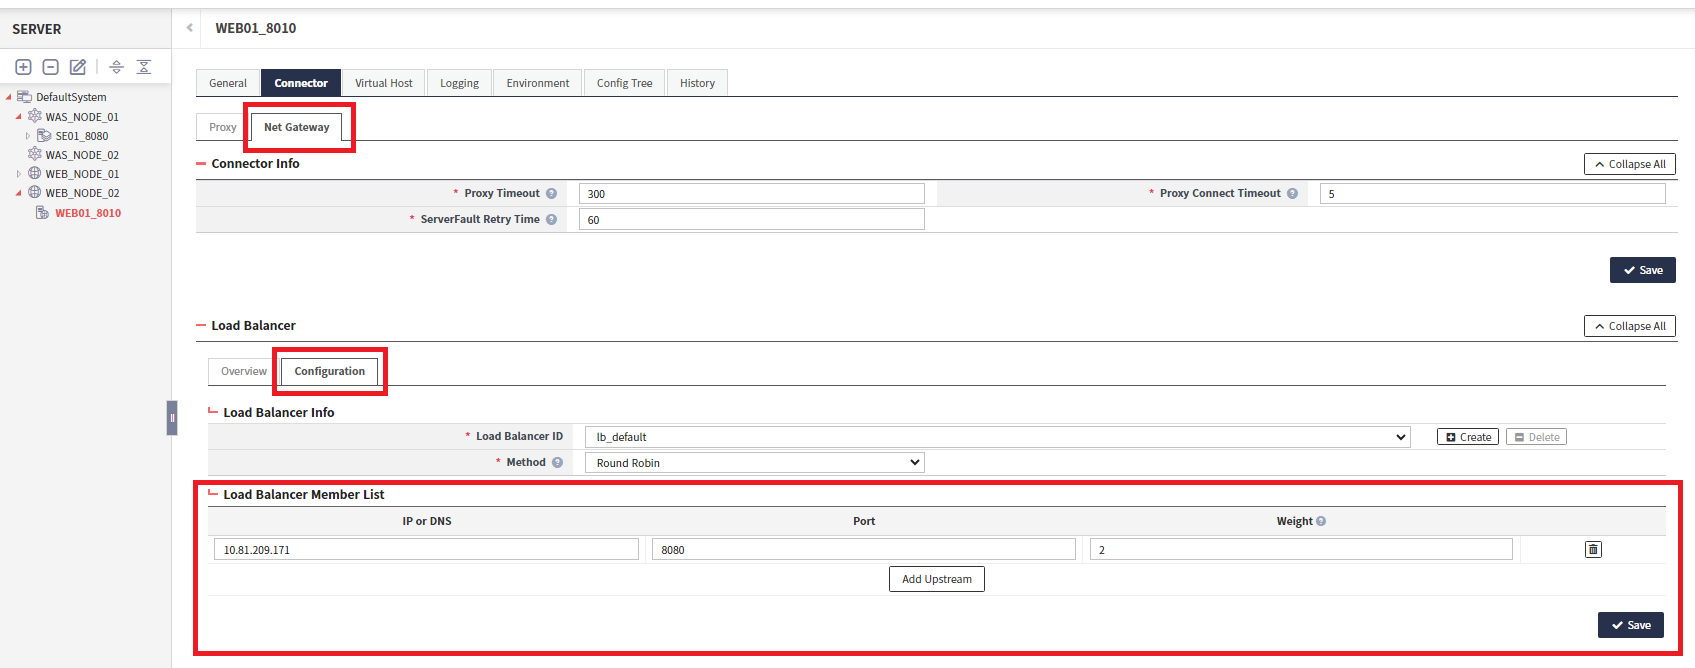 SERVER
WEB01_8010
DefaultSystem
WAS_NODE_01
SE01_8080
WAS_NODE_02
WEB_NODE_01
WEB_NODE_02
WEB01_8010
General Connector Virtual Host Logging Environment Config Tree History
Proxy Net Gateway
Connector Info Collapse All
* Proxy Timeout ? 300 * Proxy Connect Timeout ? 5
* ServerFault Retry Time ? 60
Save
Load Balancer Collapse All
Overview Configuration
Load Balancer Info
* Load Balancer ID lb_default Create Delete
* Method ? Round Robin
Load Balancer Member List
IP or DNS Port Weight ?
10.81.209.171 8080 2
Add Upstream
Save